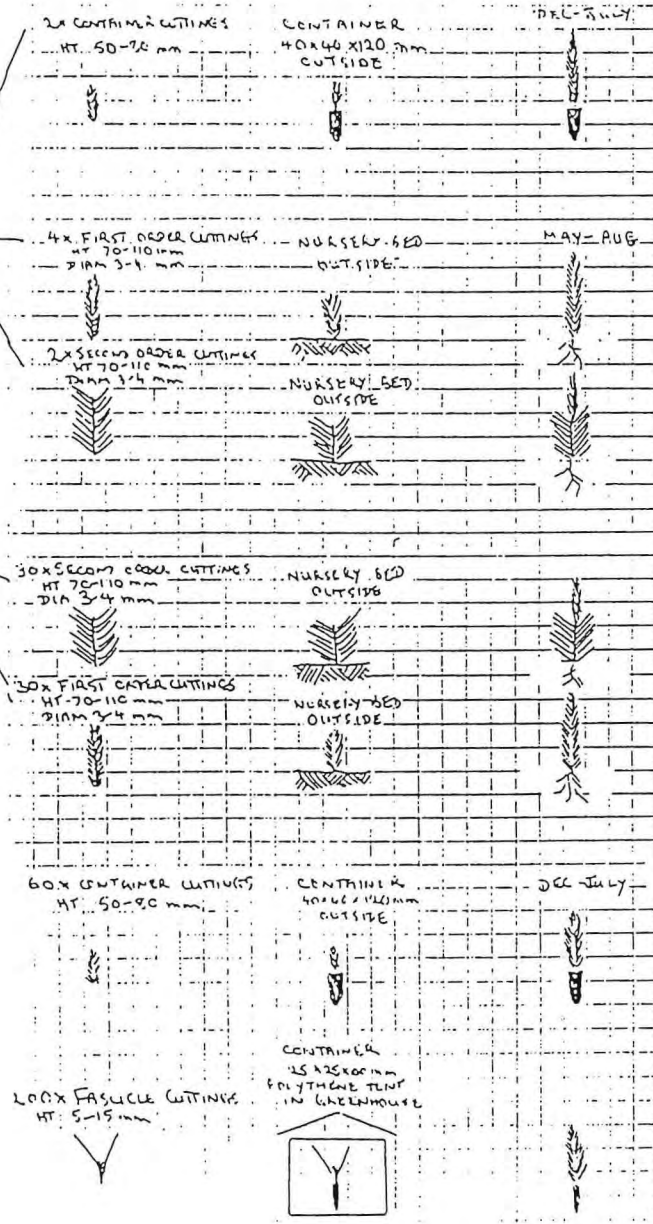 2x CONTAINER CUTTINGS
HT. 50-70 mm
CONTAINER
40x40x120 mm
OUTSIDE
DEC-JULY
4x FIRST ORDER CUTTINGS
HT 70-110 mm
DIAM 3-4 mm
NURSERY BED
OUTSIDE
MAY-AUG
2x SECOND ORDER CUTTINGS
HT 70-110 mm
DIAM 3-4 mm
NURSERY BED
OUTSIDE
30x SECOND ORDER CUTTINGS
HT 70-110 mm
DIA 3-4 mm
NURSERY BED
OUTSIDE
30x FIRST ORDER CUTTINGS
HT 70-110 mm
DIAM 3-4 mm
NURSERY BED
OUTSIDE
60x CONTAINER CUTTINGS
HT 50-80 mm
CONTAINER
40x40x120mm
OUTSIDE
DEC-JULY
200x FASCICLE CUTTINGS
HT 5-15 mm
CONTAINER
POLYTHENE TENT
IN GREENHOUSE